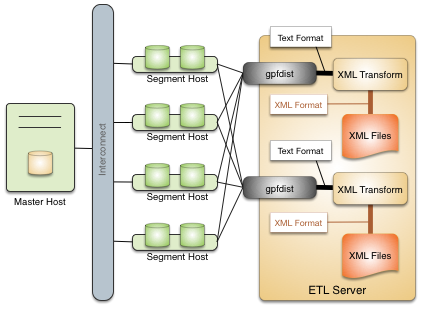 Text Format
Segment Host
gpfdist
XML Transform
Interconnect
XML Format
Segment Host
XML Files
Text Format
Segment Host
gpfdist
XML Transform
Master Host
XML Format
Segment Host
XML Files
ETL Server